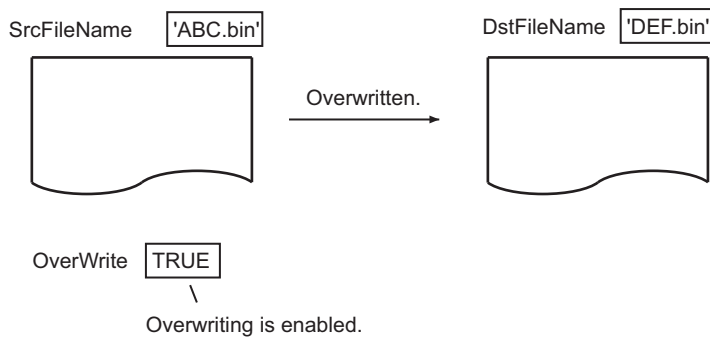 SrcFileName 'ABC.bin' DstFileName 'DEF.bin'
Overwritten.
OverWrite TRUE
Overwriting is enabled.